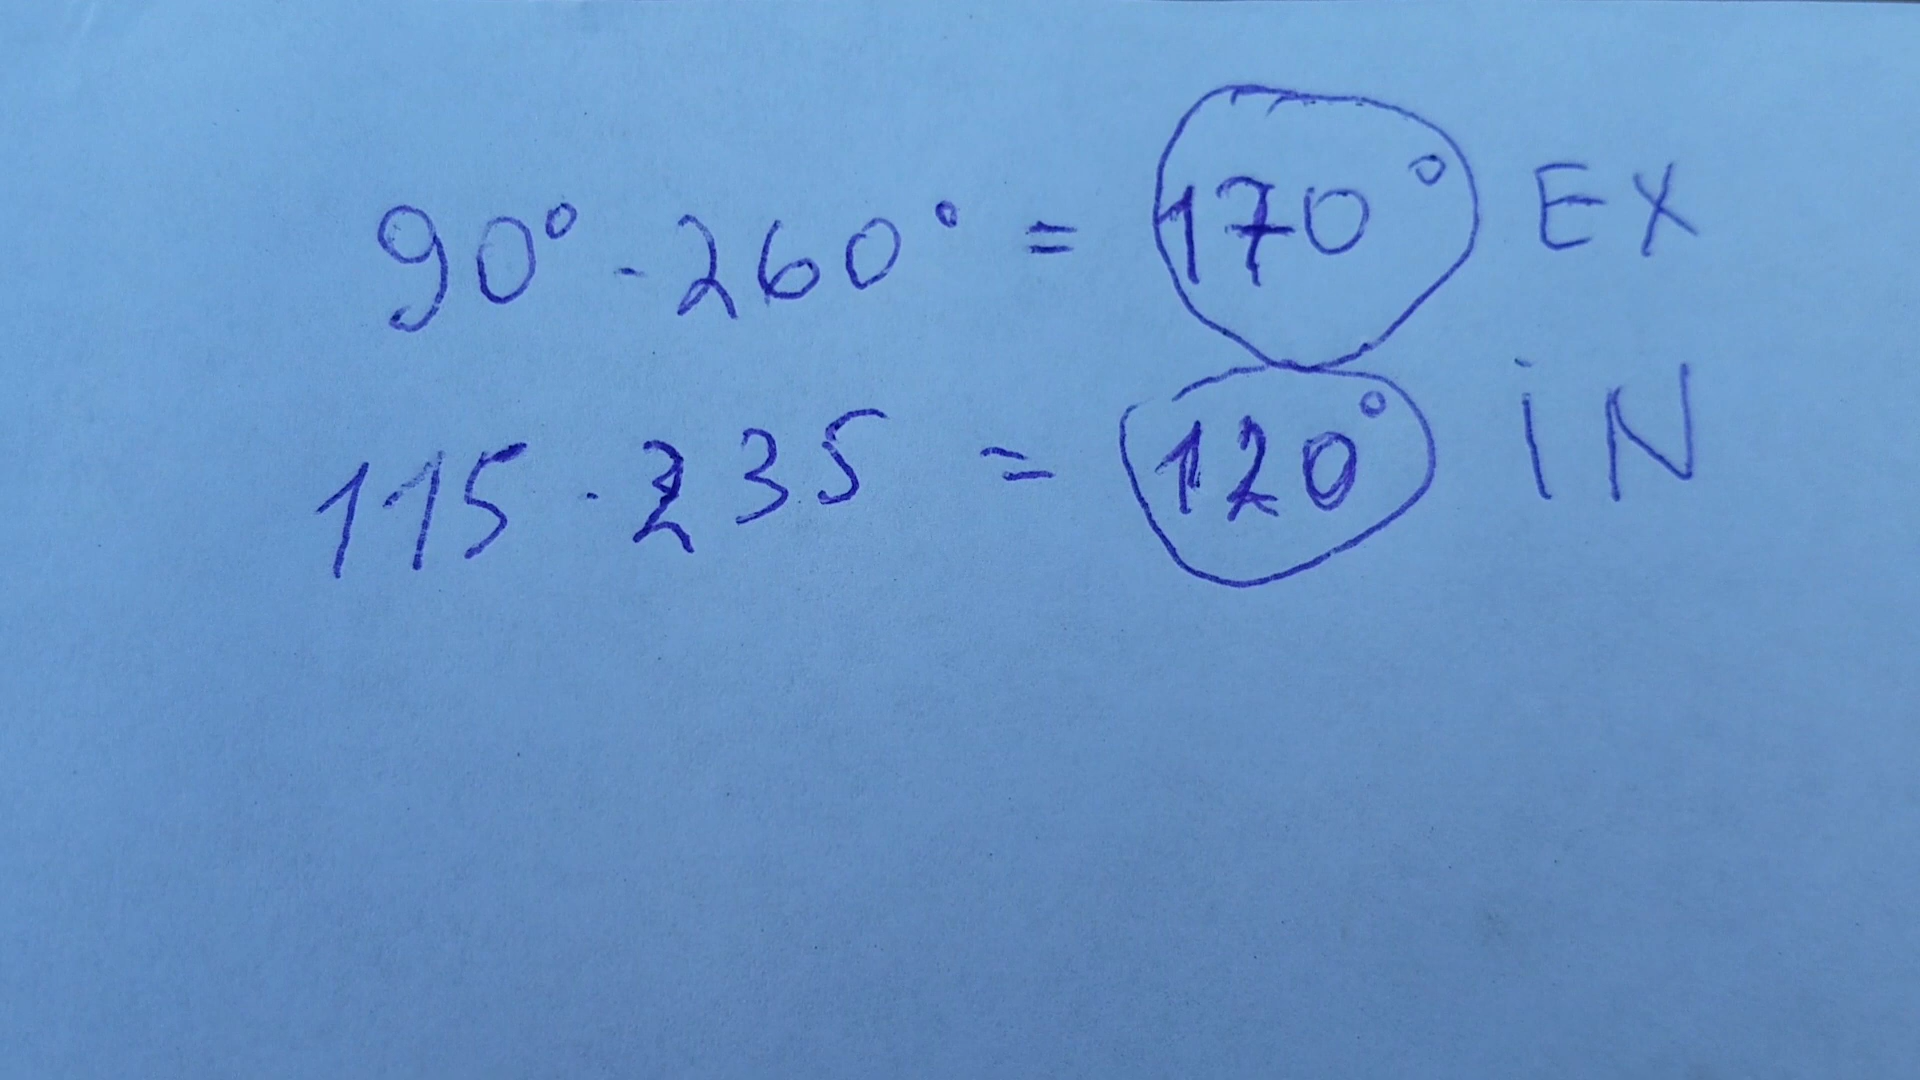 90° - 260° = 170° EX
115 - 235 = 120° iN